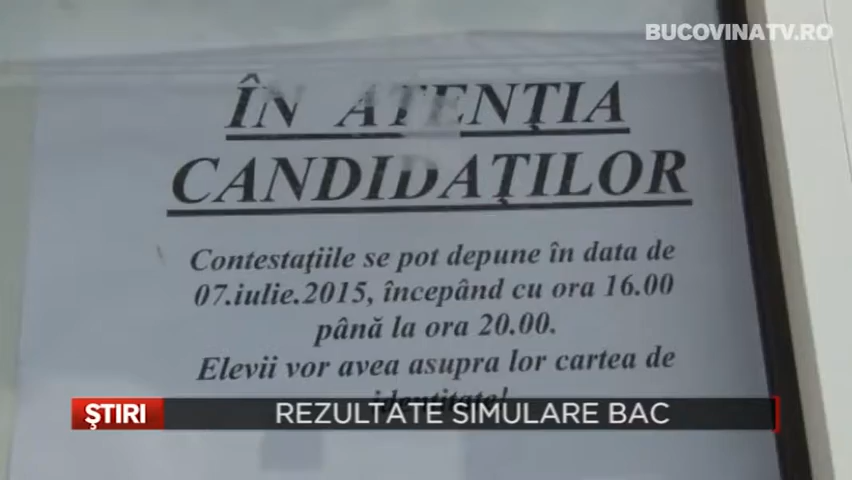 BUCOVINATV.RO
ÎN ATENŢIA
CANDIDAŢILOR
Contestaţiile se pot depune în data de
07.iulie.2015, începând cu ora 16.00
până la ora 20.00.
Elevii vor avea asupra lor cartea de
identitate!
ŞTIRI
REZULTATE SIMULARE BAC